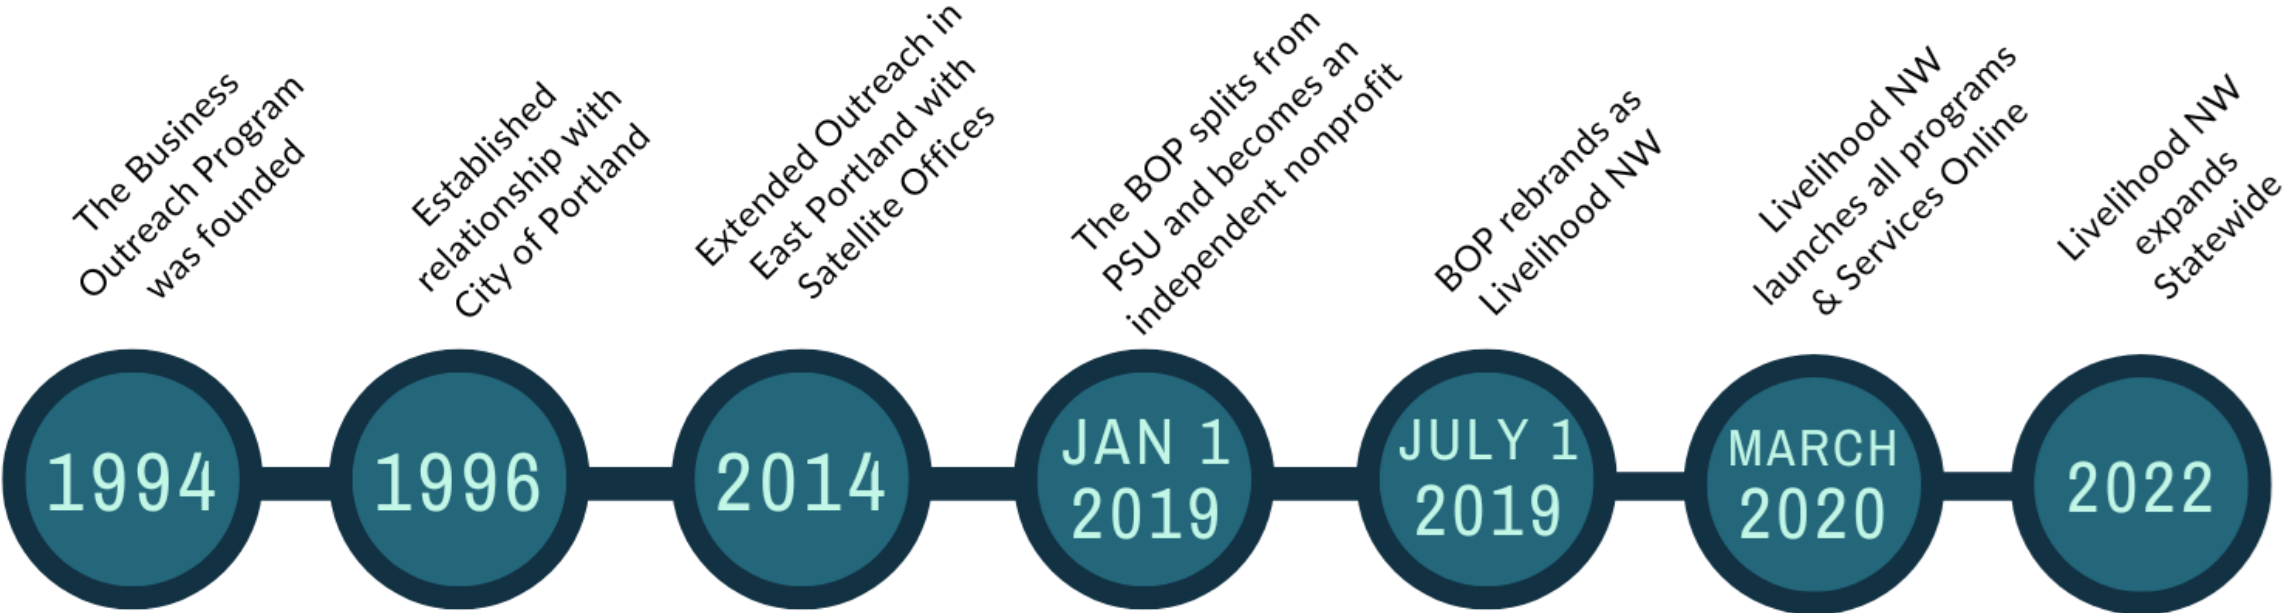 The Business
Outreach Program
was founded
1994
Established
relationship with
City of Portland
1996
Extended Outreach in
East Portland with
Satellite Offices
2014
The BOP splits from
PSU and becomes an
independent nonprofit
JAN 1
2019
BOP rebrands as
Livelihood NW
JULY 1
2019
Livelihood NW
launches all programs
& Services Online
MARCH
2020
Livelihood NW
expands
Statewide
2022